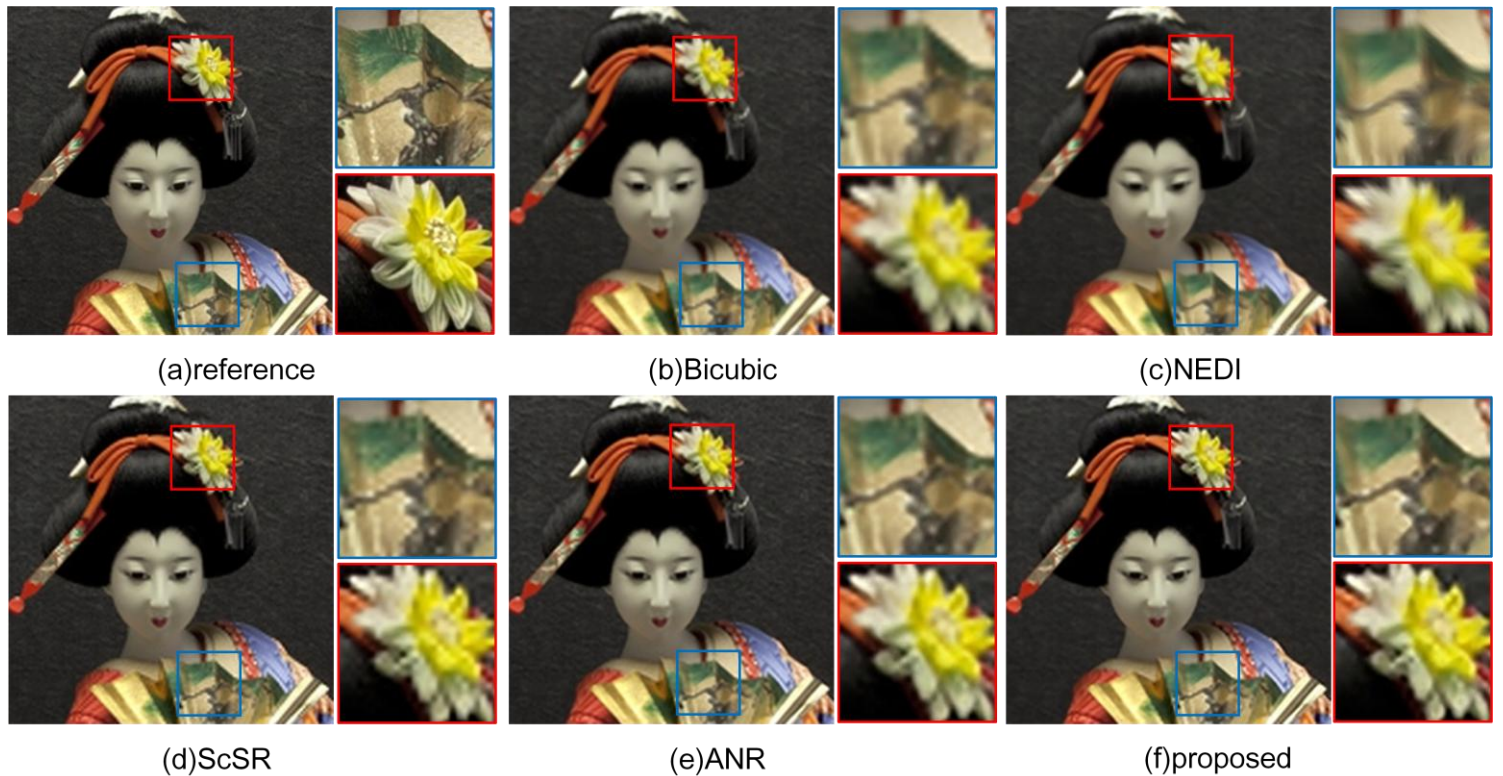 (a)reference
(b)Bicubic
(c)NEDI
(d)ScSR
(e)ANR
(f)proposed